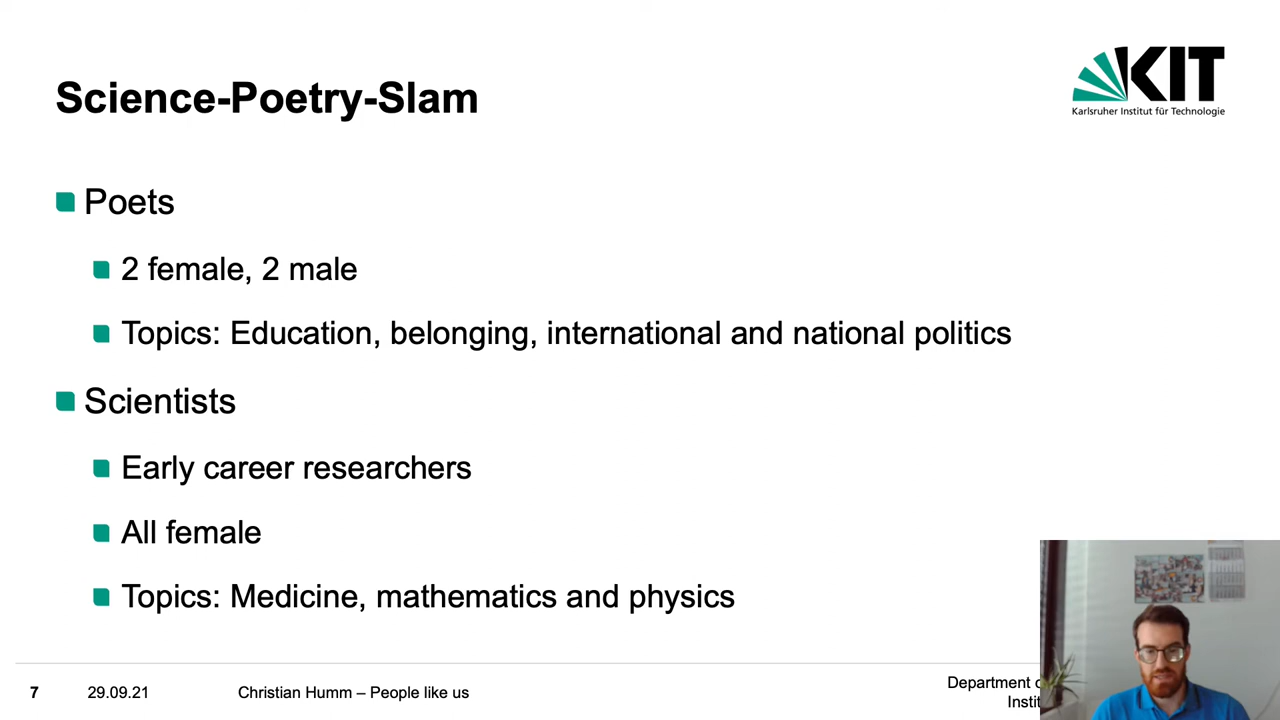 Science-Poetry-Slam
KIT
Karlsruher Institut für Technologie
Poets
2 female, 2 male
Topics: Education, belonging, international and national politics
Scientists
Early career researchers
All female
Topics: Medicine, mathematics and physics
7
29.09.21
Christian Humm – People like us
Department